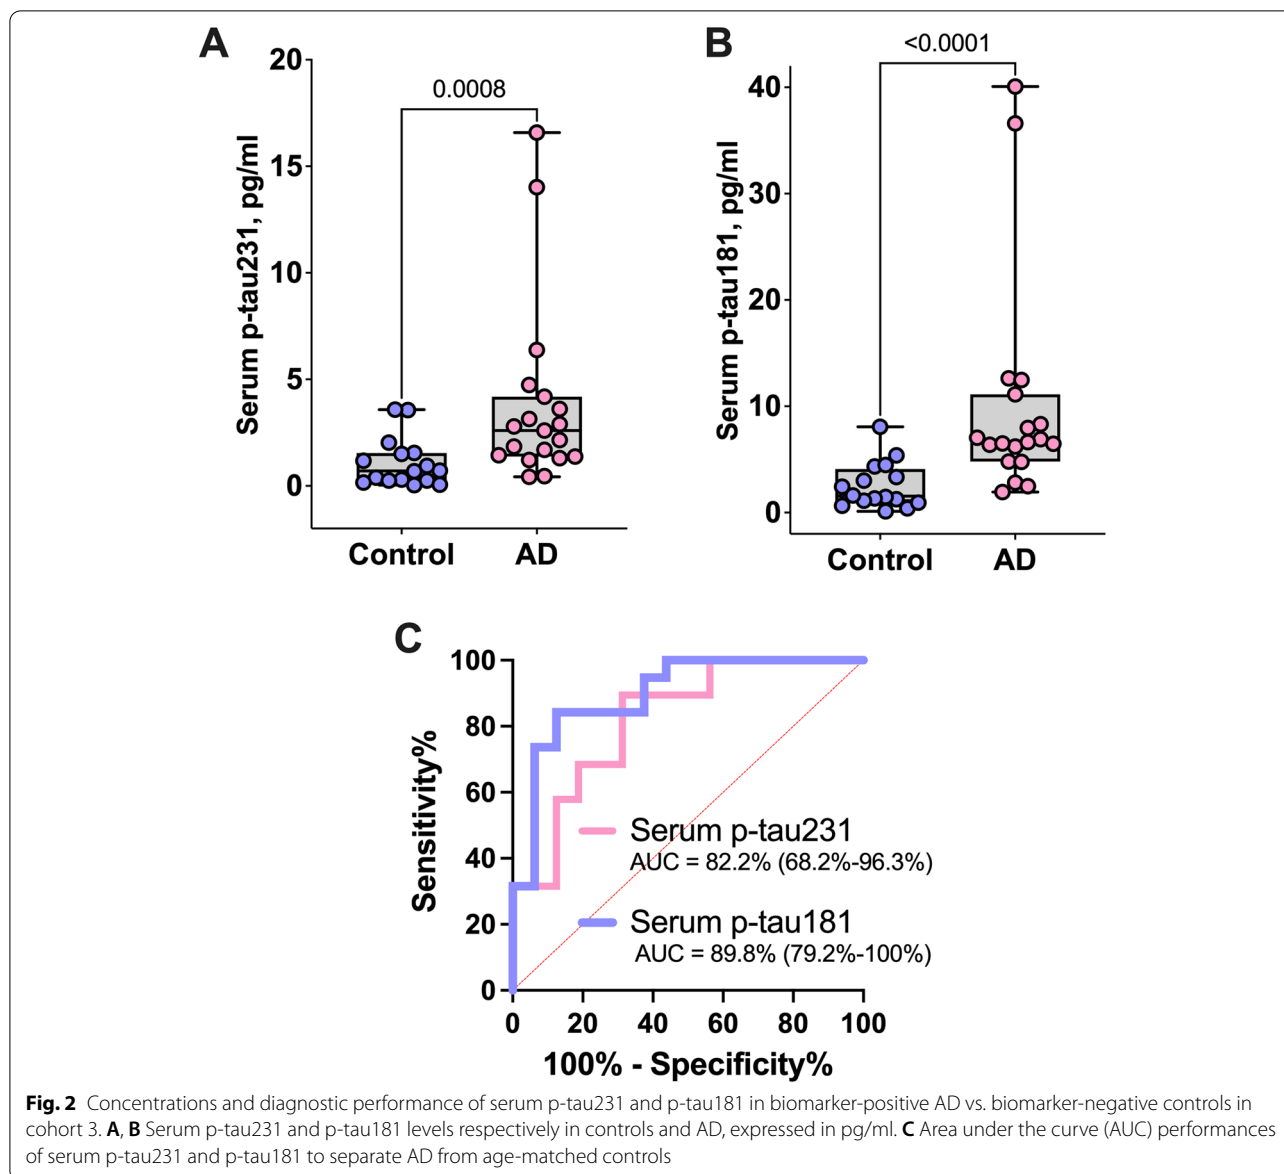 A
20
15
10
5
0
Serum p-tau231, pg/ml
0.0008
Control
AD
B
40
30
20
10
0
Serum p-tau181, pg/ml
<0.0001
Control
AD
C
100
80
60
40
20
0
Sensitivity%
Serum p-tau231
AUC = 82.2% (68.2%-96.3%)
Serum p-tau181
AUC = 89.8% (79.2%-100%)
0 20 40 60 80 100
100% - Specificity%
Fig. 2 Concentrations and diagnostic performance of serum p-tau231 and p-tau181 in biomarker-positive AD vs. biomarker-negative controls in
cohort 3. A, B Serum p-tau231 and p-tau181 levels respectively in controls and AD, expressed in pg/ml. C Area under the curve (AUC) performances
of serum p-tau231 and p-tau181 to separate AD from age-matched controls